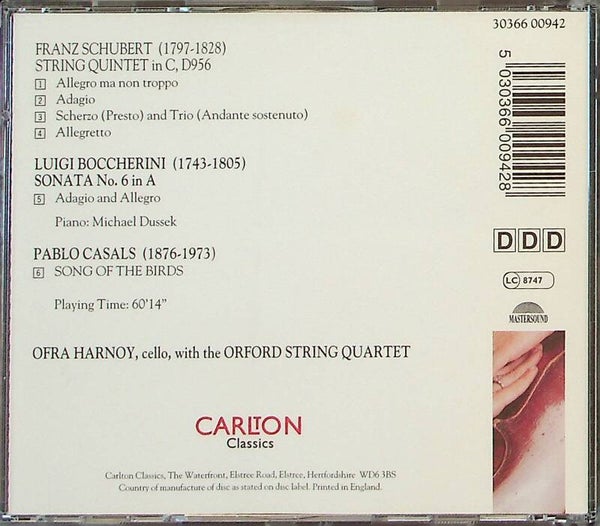 30366 00942
FRANZ SCHUBERT (1797-1828)
STRING QUINTET in C, D956
1 Allegro ma non troppo
2 Adagio
3 Scherzo (Presto) and Trio (Andante sostenuto)
4 Allegretto
LUIGI BOCCHERINI (1743-1805)
SONATA No. 6 in A
5 Adagio and Allegro
Piano: Michael Dussek
PABLO CASALS (1876-1973)
6 SONG OF THE BIRDS
Playing Time: 60'14"
OFRA HARNOY, cello, with the ORFORD STRING QUARTET
CARLTON
Classics
Carlton Classics, The Waterfront, Elstree Road, Elstree, Hertfordshire WD6 3BS
Country of manufacture of disc as stated on disc label. Printed in England.
5 030366 009428
DDD
LC 8747
MASTERSOUND